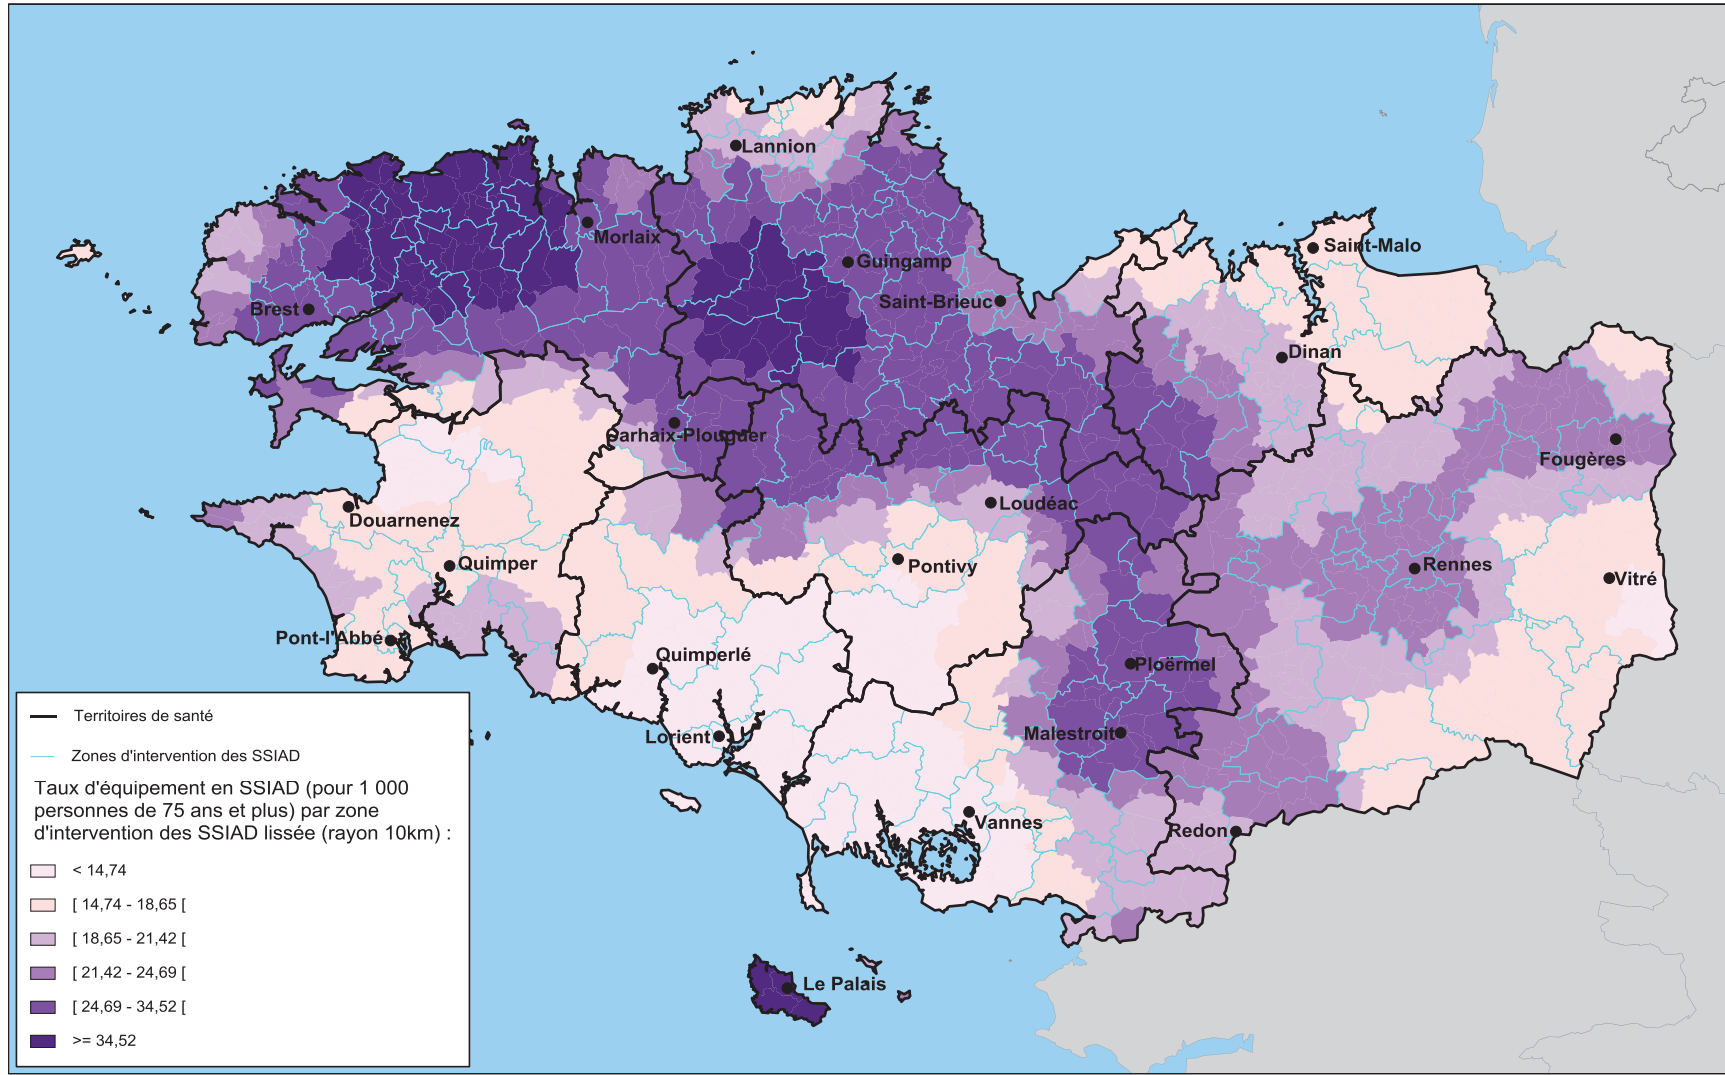 Lannion
Morlaix
Guingamp
Saint-Malo
Brest
Saint-Brieuc
Dinan
Carhaix-Plouguer
Fougères
Douarnenez
Loudéac
Quimper
Pontivy
Rennes
Vitré
Pont-l'Abbé
Quimperlé
Ploërmel
Lorient
Malestroit
Vannes
Redon
Le Palais
Territoires de santé
Zones d'intervention des SSIAD
Taux d'équipement en SSIAD (pour 1 000
personnes de 75 ans et plus) par zone
d'intervention des SSIAD lissée (rayon 10km) :
< 14,74
[ 14,74 - 18,65 [
[ 18,65 - 21,42 [
[ 21,42 - 24,69 [
[ 24,69 - 34,52 [
>= 34,52